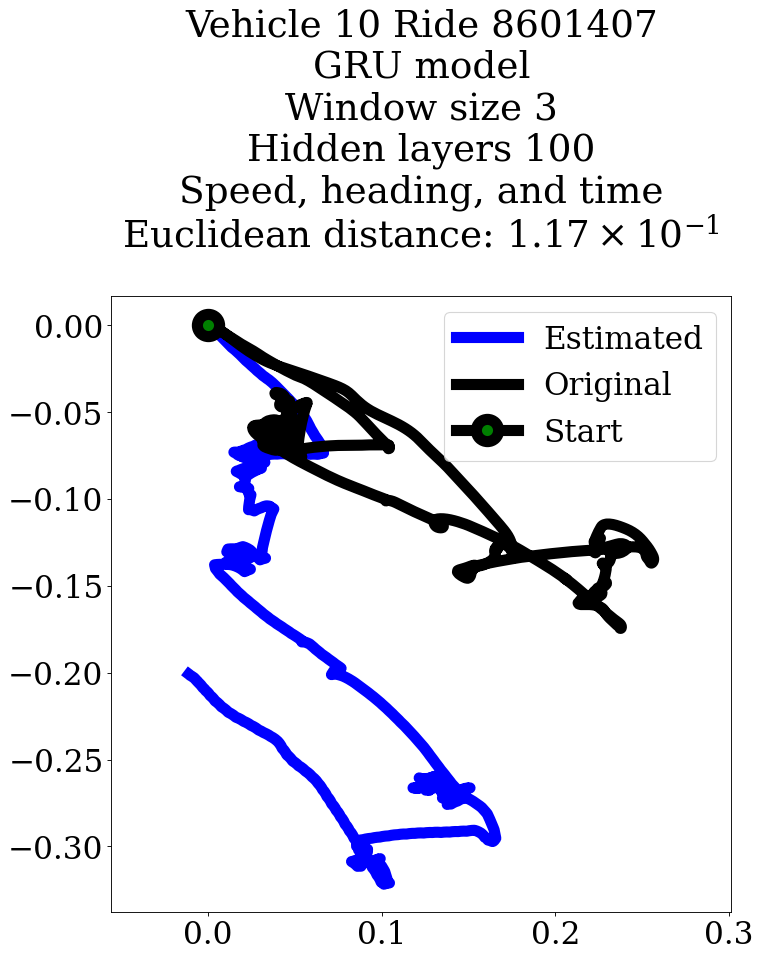 Vehicle 10 Ride 8601407
GRU model
Window size 3
Hidden layers 100
Speed, heading, and time
Euclidean distance: 1.17 × 10⁻¹
Estimated
Original
Start
0.00
−0.05
−0.10
−0.15
−0.20
−0.25
−0.30
0.0 0.1 0.2 0.3